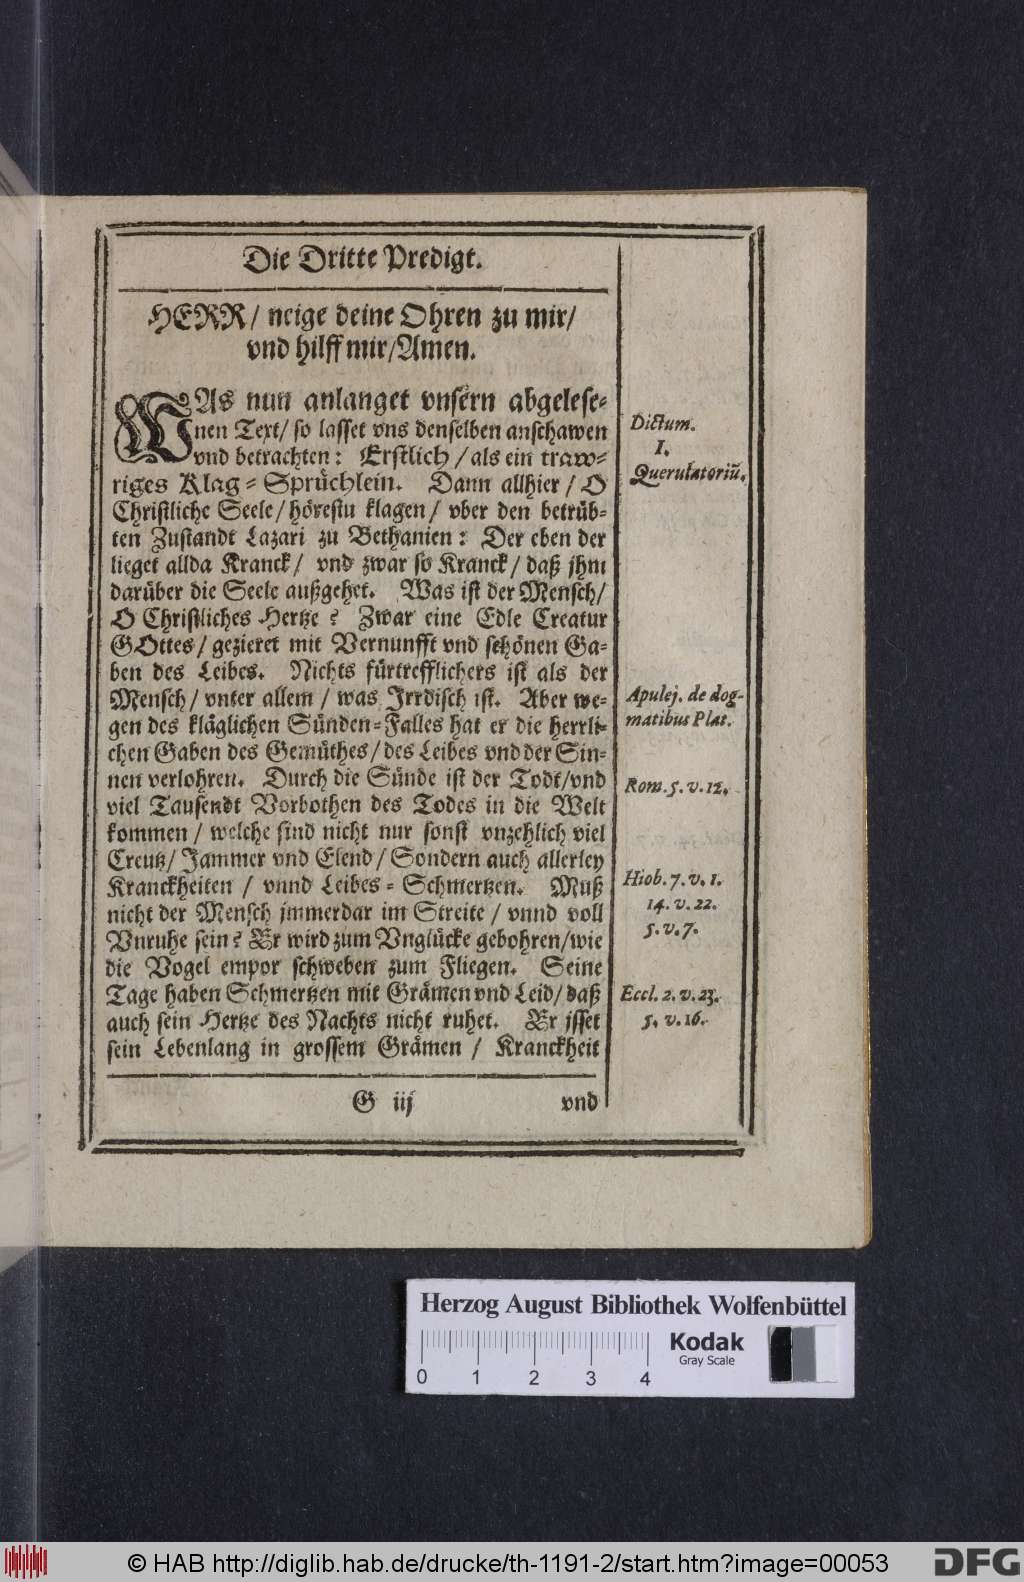 Die Dritte Predigt.
HERR/ neige deine Ohren zu mir/
vnd hilff mir/Amen.
WAs nun anlanget vnsern abgelese-
nen Text/ so lasset vns denselben anschawen
vnd betrachten: Erstlich/ als ein traw-
riges Klag-Sprüchlein. Dann allhier/ O
Christliche Seele/ hörestu klagen/ vber den betrüb-
ten Zustandt Lazari zu Bethanien: Der eben der
lieget allda Kranck/ vnd zwar so Kranck/ daß jhm
darüber die Seele außgehet. Was ist der Mensch/
O Christliches Hertze? Zwar eine Edle Creatur
GOttes/ gezieret mit Vernunfft vnd schönen Ga-
ben des Leibes. Nichts fürtrefflichers ist als der
Mensch/ vnter allem/ was Jrrdisch ist. Aber we-
gen des kläglichen Sünden-Falles hat er die herrli-
chen Gaben des Gemüthes/ des Leibes vnd der Sin-
nen verlohren. Durch die Sünde ist der Todt/vnd
viel Tausendt Vorbothen des Todes in die Welt
kommen/ welche sind nicht nur sonst vnzehlich viel
Creutz/ Jammer vnd Elend/ Sondern auch allerley
Kranckheiten/ vnnd Leibes-Schmertzen. Muß
nicht der Mensch jmmerdar im Streite/ vnnd voll
Vnruhe sein? Er wird zum Vnglücke gebohren/wie
die Vogel empor schweben zum Fliegen. Seine
Tage haben Schmertzen mit Grämen vnd Leid/ daß
auch sein Hertze des Nachts nicht ruhet. Er jsset
sein Lebenlang in grossem Grämen/ Kranckheit
G iij
vnd
Dictum.
I.
Querulatoriũ.
Apulej. de dog-
matibus Plat.
Rom. 5. v. 12.
Hiob. 7. v. 1.
14. v. 22.
5. v. 7.
Eccl. 2. v. 23.
5. v. 16.
Herzog August Bibliothek Wolfenbüttel
Kodak
Gray Scale
0 1 2 3 4
© HAB http://diglib.hab.de/drucke/th-1191-2/start.htm?image=00053
DFG